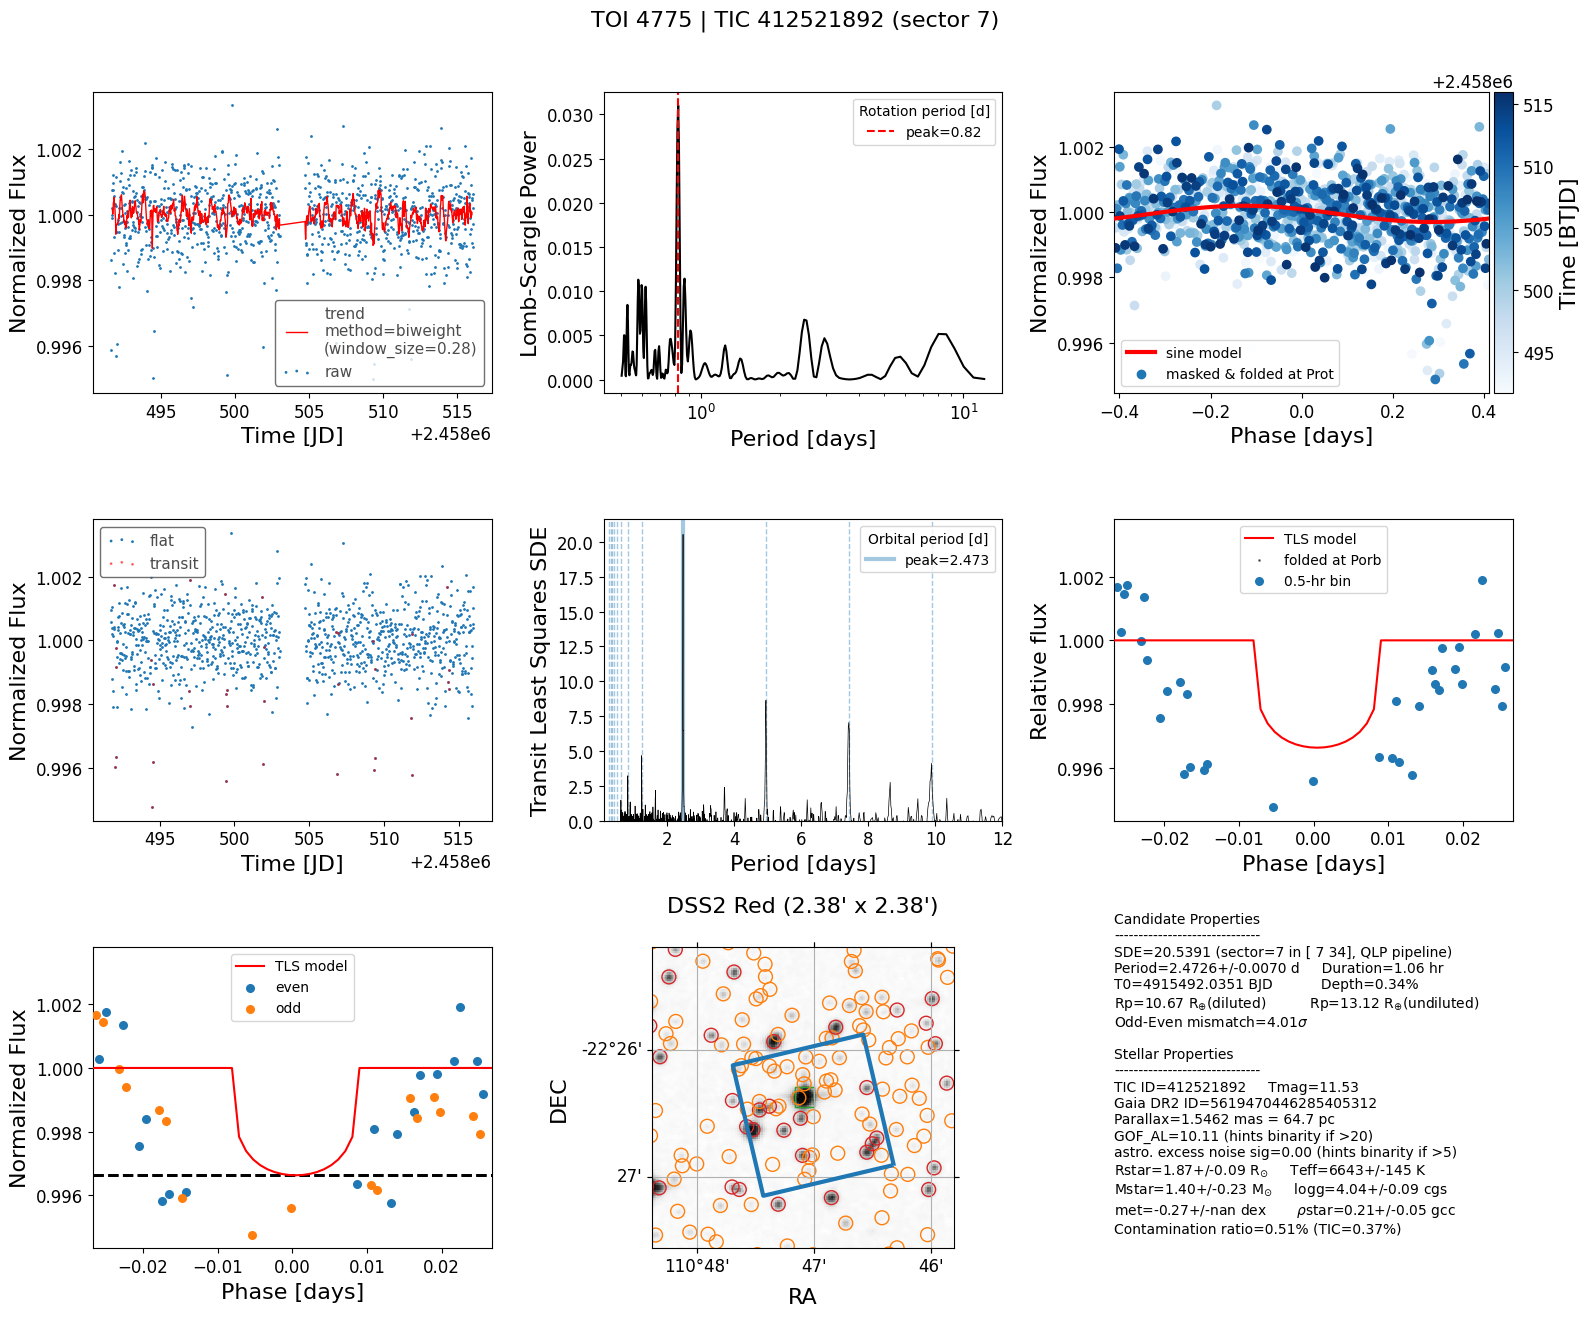 TOI 4775 | TIC 412521892 (sector 7)
Normalized Flux
1.002
1.000
0.998
0.996
trend
method=biweight
(window_size=0.28)
raw
495 500 505 510 515
Time [JD]
+2.458e6
Lomb-Scargle Power
0.030
0.025
0.020
0.015
0.010
0.005
0.000
Rotation period [d]
peak=0.82
10⁰ 10¹
Period [days]
+2.458e6
Normalized Flux
1.002
1.000
0.998
0.996
sine model
masked & folded at Prot
−0.4 −0.2 0.0 0.2 0.4
Phase [days]
515
510
505
500
495
Time [BTJD]
Normalized Flux
1.002
1.000
0.998
0.996
flat
transit
495 500 505 510 515
Time [JD]
+2.458e6
Transit Least Squares SDE
20.0
17.5
15.0
12.5
10.0
7.5
5.0
2.5
0.0
Orbital period [d]
peak=2.473
2 4 6 8 10 12
Period [days]
Relative flux
1.002
1.000
0.998
0.996
TLS model
folded at Porb
0.5-hr bin
−0.02 −0.01 0.00 0.01 0.02
Phase [days]
Normalized Flux
1.002
1.000
0.998
0.996
TLS model
even
odd
−0.02 −0.01 0.00 0.01 0.02
Phase [days]
DSS2 Red (2.38' x 2.38')
DEC
-22°26'
27'
110°48' 47' 46'
RA
Candidate Properties
------------------------------
SDE=20.5391 (sector=7 in [ 7 34], QLP pipeline)
Period=2.4726+/-0.0070 d Duration=1.06 hr
T0=4915492.0351 BJD Depth=0.34%
Rp=10.67 R⊕(diluted) Rp=13.12 R⊕(undiluted)
Odd-Even mismatch=4.01σ
Stellar Properties
------------------------------
TIC ID=412521892 Tmag=11.53
Gaia DR2 ID=5619470446285405312
Parallax=1.5462 mas = 64.7 pc
GOF_AL=10.11 (hints binarity if >20)
astro. excess noise sig=0.00 (hints binarity if >5)
Rstar=1.87+/-0.09 R⊙ Teff=6643+/-145 K
Mstar=1.40+/-0.23 M⊙ logg=4.04+/-0.09 cgs
met=-0.27+/-nan dex ρstar=0.21+/-0.05 gcc
Contamination ratio=0.51% (TIC=0.37%)